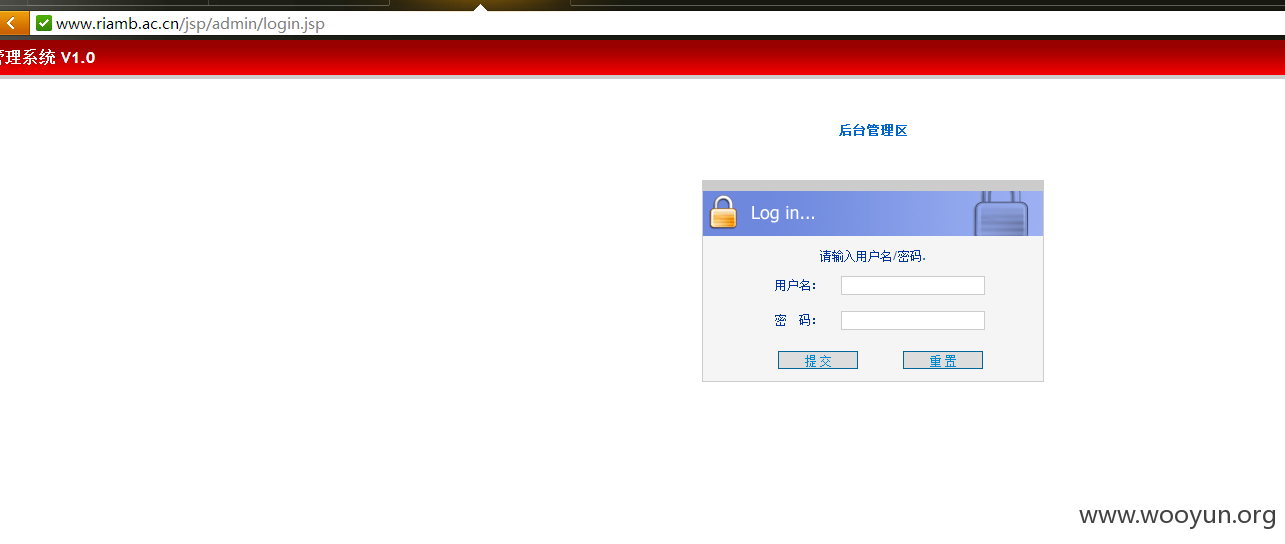 www.riamb.ac.cn/jsp/admin/login.jsp
管理系统 V1.0
后台管理区
Log in...
请输入用户名/密码.
用户名：
密 码：
提交 重置
www.wooyun.org